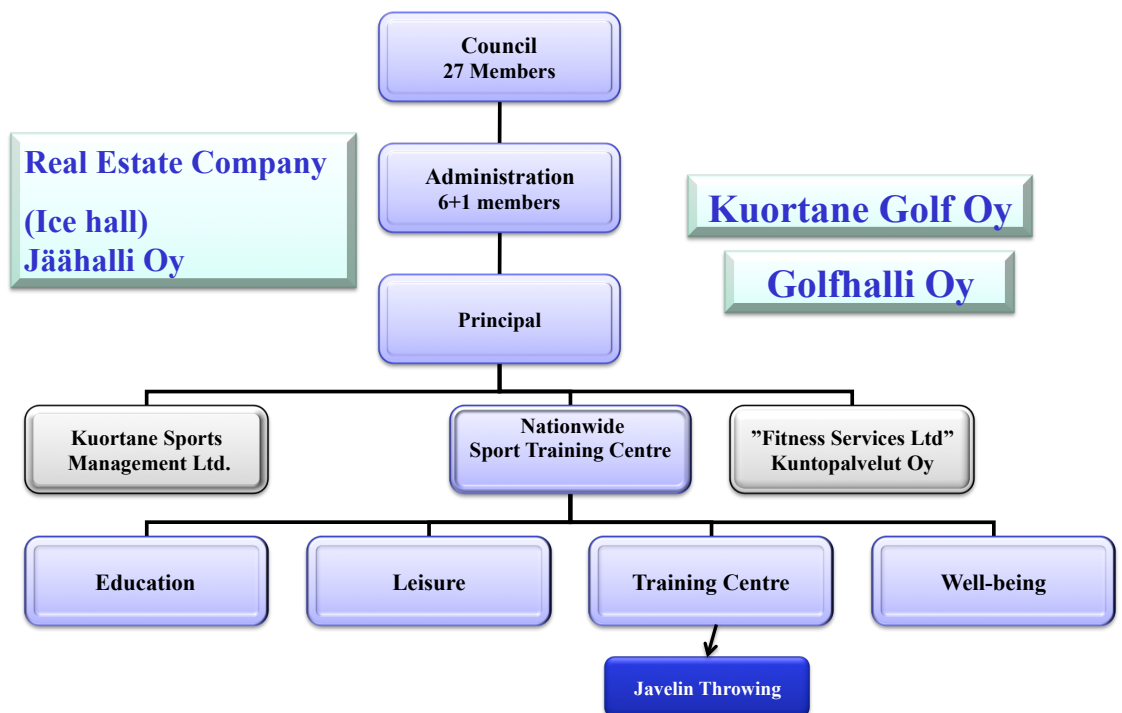 Council
27 Members
Real Estate Company
(Ice hall)
Jäähalli Oy
Administration
6+1 members
Kuortane Golf Oy
Golfhalli Oy
Principal
Kuortane Sports
Management Ltd.
Nationwide
Sport Training Centre
”Fitness Services Ltd”
Kuntopalvelut Oy
Education
Leisure
Training Centre
Well-being
Javelin Throwing